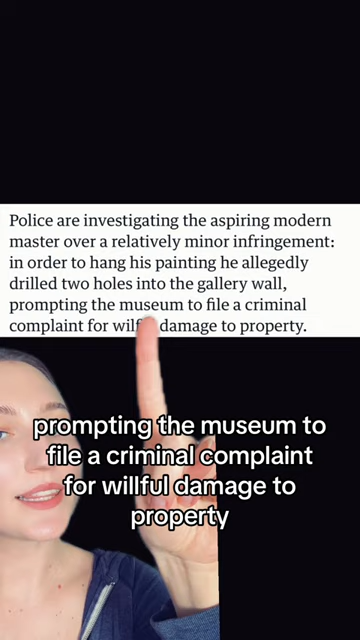 Police are investigating the aspiring modern
master over a relatively minor infringement:
in order to hang his painting he allegedly
drilled two holes into the gallery wall,
prompting the museum to file a criminal
complaint for damage to property.
prompting the museum to
file a criminal complaint
for willful damage to
property